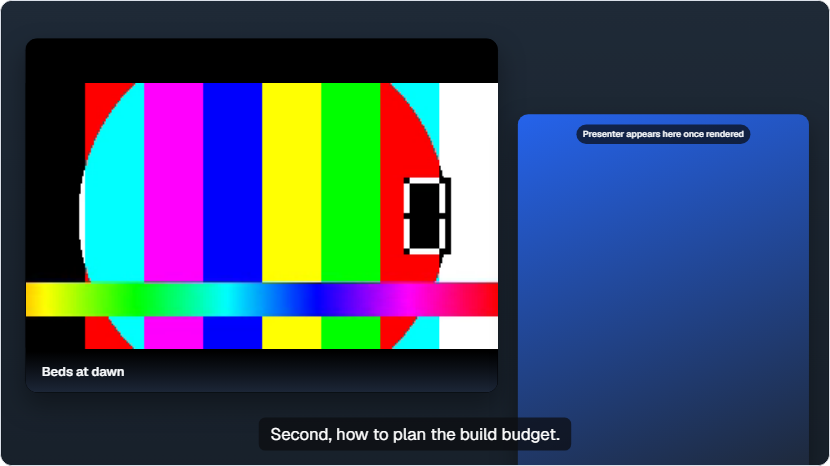 Presenter appears here once rendered
Beds at dawn
Second, how to plan the build budget.